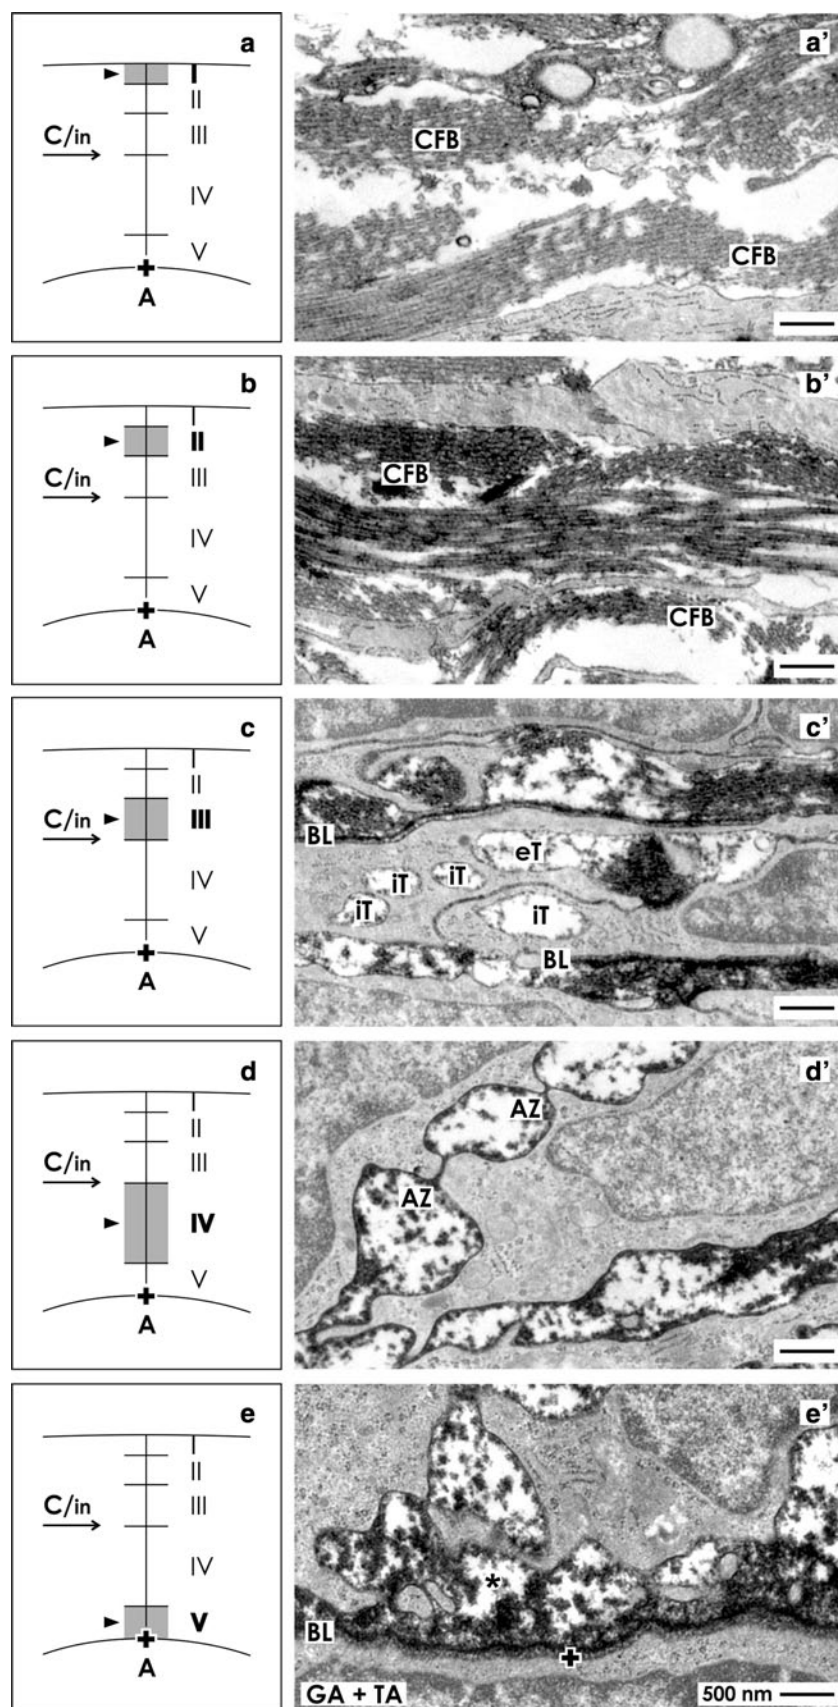 a
I
II
C/in
III
IV
V
+
A
a'
CFB
CFB
b
I
II
C/in
III
IV
V
+
A
b'
CFB
CFB
c
I
II
C/in
III
IV
V
+
A
c'
BL
eT
iT
iT
iT
iT
BL
d
I
II
C/in
III
IV
V
+
A
d'
AZ
AZ
e
I
II
C/in
III
IV
V
+
A
e'
*
BL
+
GA + TA
500 nm